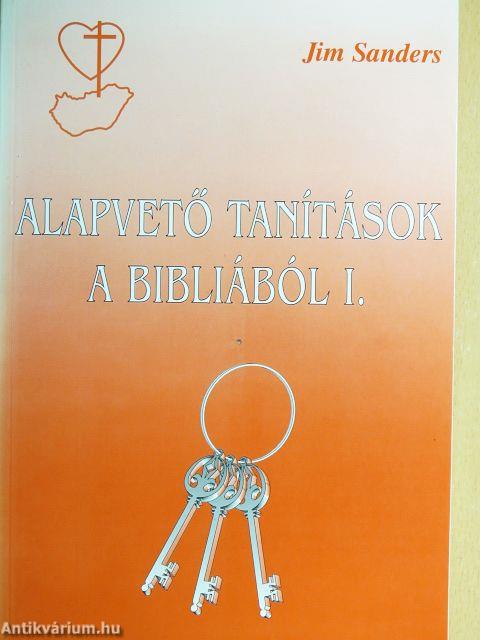 Jim Sanders
ALAPVETŐ TANÍTÁSOK
A BIBLIÁBÓL I.
Antikvárium.hu